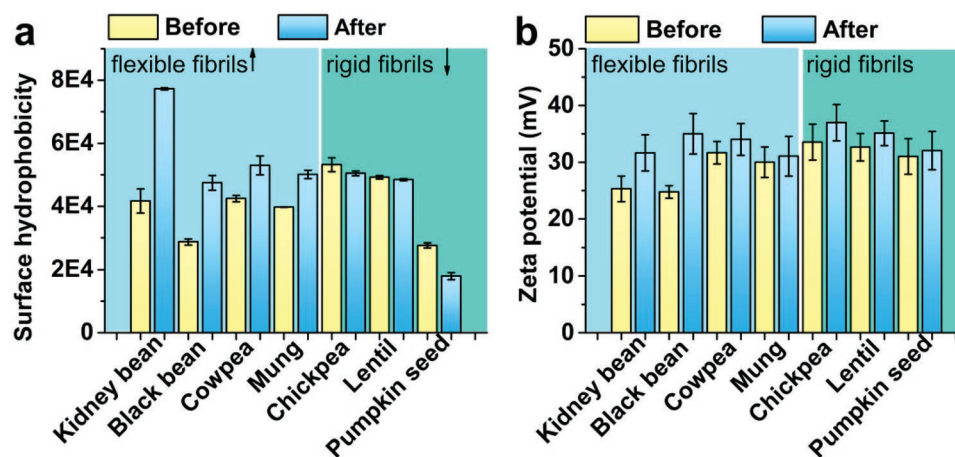 a
Before
After
flexible fibrils
rigid fibrils
Surface hydrophobicity
8E4
6E4
4E4
2E4
0
Kidney bean
Black bean
Cowpea
Mung
Chickpea
Lentil
Pumpkin seed
b
Before
After
flexible fibrils
rigid fibrils
Zeta potential (mV)
50
40
30
20
10
0
Kidney bean
Black bean
Cowpea
Mung
Chickpea
Lentil
Pumpkin seed